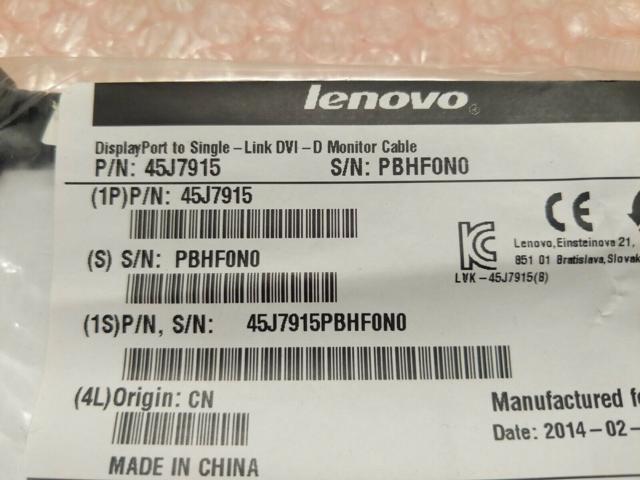 lenovo
DisplayPort to Single-Link DVI-D Monitor Cable
P/N: 45J7915 S/N: PBHF0N0
(1P)P/N: 45J7915
(S) S/N: PBHF0N0
Lenovo,Einsteinova 21,
851 01 Bratislava,Slovak
LVK-45J7915(B)
(1S)P/N, S/N: 45J7915PBHF0N0
(4L)Origin: CN
Manufactured fo
MADE IN CHINA
Date: 2014-02-